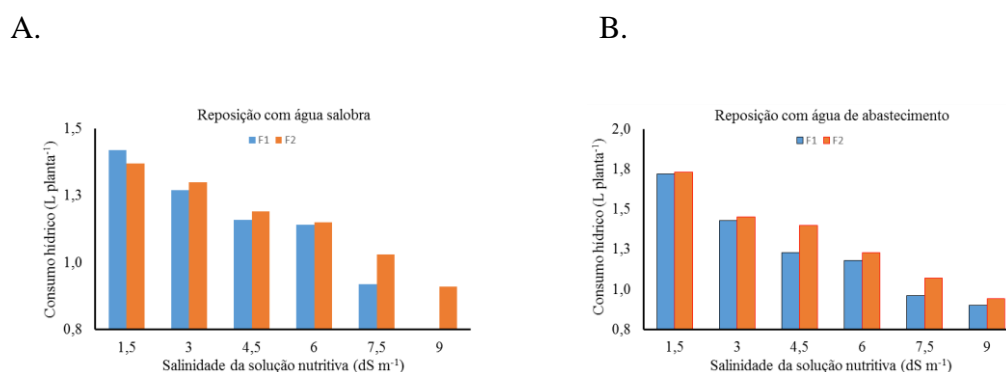 A.
B.
Reposição com água salobra
F1 F2
Consumo hídrico (L planta⁻¹)
1,5
1,3
1,0
0,8
1,5 3 4,5 6 7,5 9
Salinidade da solução nutritiva (dS m⁻¹)
Reposição com água de abastecimento
F1 F2
Consumo hídrico (L planta⁻¹)
2,0
1,8
1,5
1,3
1,0
0,8
1,5 3 4,5 6 7,5 9
Salinidade da solução nutritiva (dS m⁻¹)